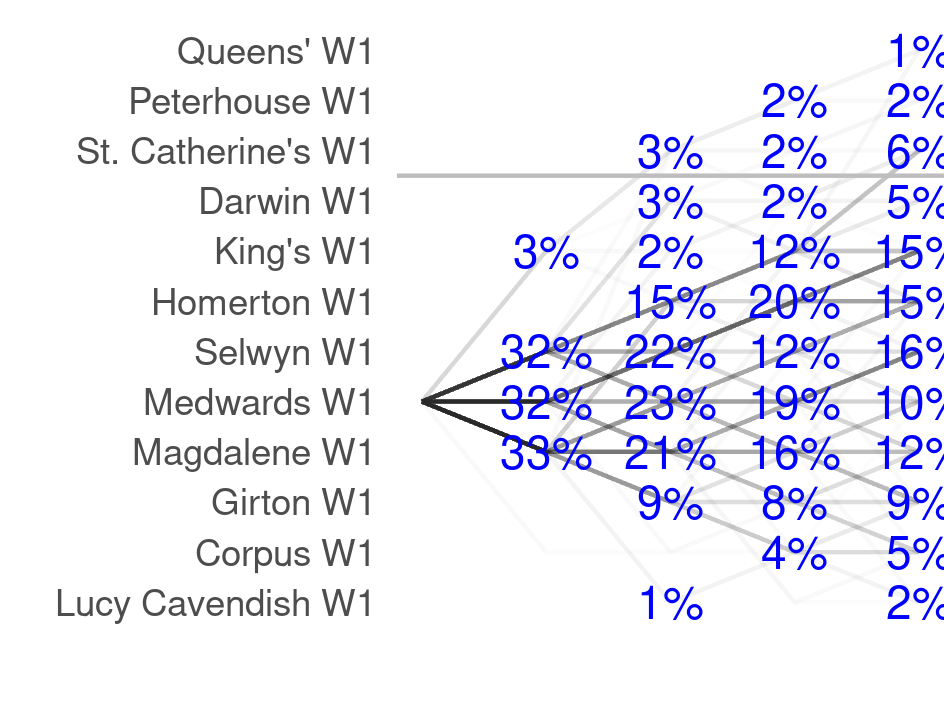 Queens' W1 1%
Peterhouse W1 2% 2%
St. Catherine's W1 3% 2% 6%
Darwin W1 3% 2% 5%
King's W1 3% 2% 12% 15%
Homerton W1 15% 20% 15%
Selwyn W1 32% 22% 12% 16%
Medwards W1 32% 23% 19% 10%
Magdalene W1 33% 21% 16% 12%
Girton W1 9% 8% 9%
Corpus W1 4% 5%
Lucy Cavendish W1 1% 2%